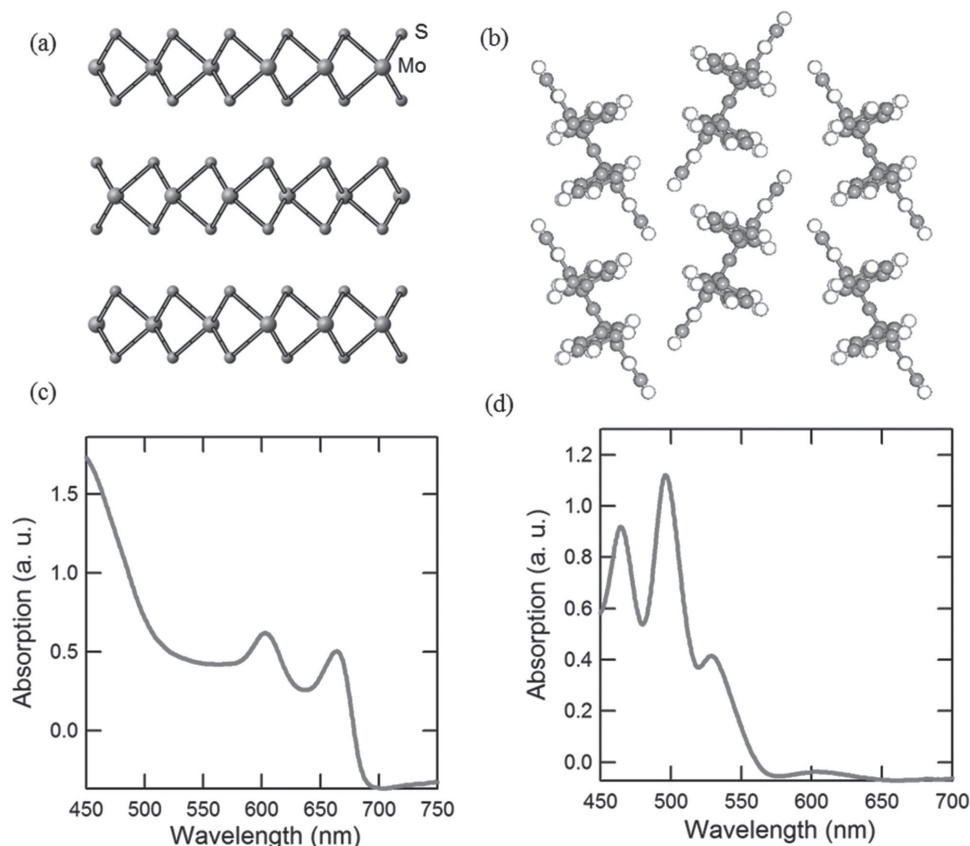 (a)
S
Mo
(b)
(c)
1.5
1.0
0.5
0.0
Absorption (a. u.)
450 500 550 600 650 700 750
Wavelength (nm)
(d)
1.2
1.0
0.8
0.6
0.4
0.2
0.0
Absorption (a. u.)
450 500 550 600 650 700
Wavelength (nm)